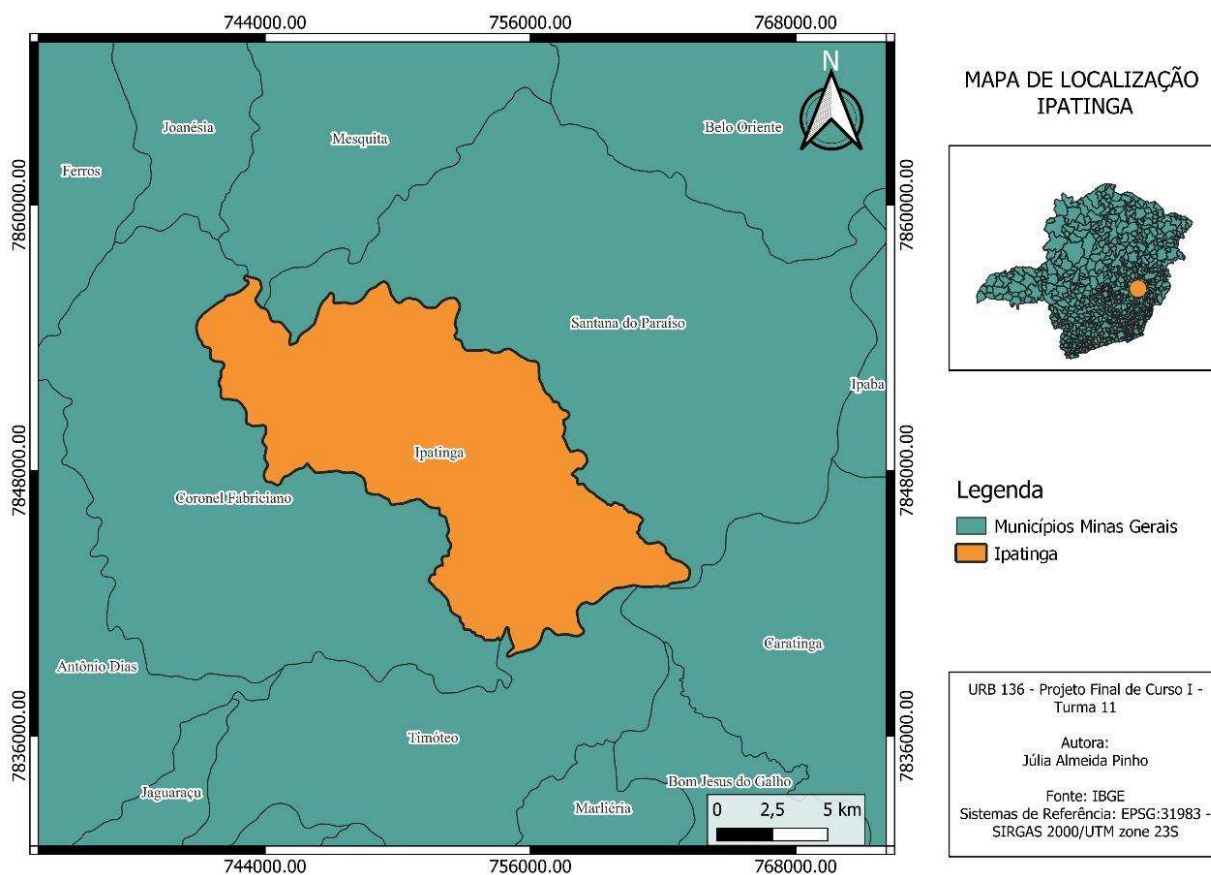 744000.00
756000.00
768000.00
N
Joanésia
Mesquita
Belo Oriente
Ferros
7860000.00
7860000.00
Santana do Paraíso
Ipaba
Ipatinga
7848000.00
7848000.00
Coronel Fabriciano
Caratinga
Antônio Dias
Timóteo
7836000.00
7836000.00
Jaguaraçu
Marliéria
Bom Jesus do Galho
0
2,5
5 km
744000.00
756000.00
768000.00
MAPA DE LOCALIZAÇÃO
IPATINGA
Legenda
Municípios Minas Gerais
Ipatinga
URB 136 - Projeto Final de Curso I -
Turma 11
Autora:
Júlia Almeida Pinho
Fonte: IBGE
Sistemas de Referência: EPSG:31983 -
SIRGAS 2000/UTM zone 23S